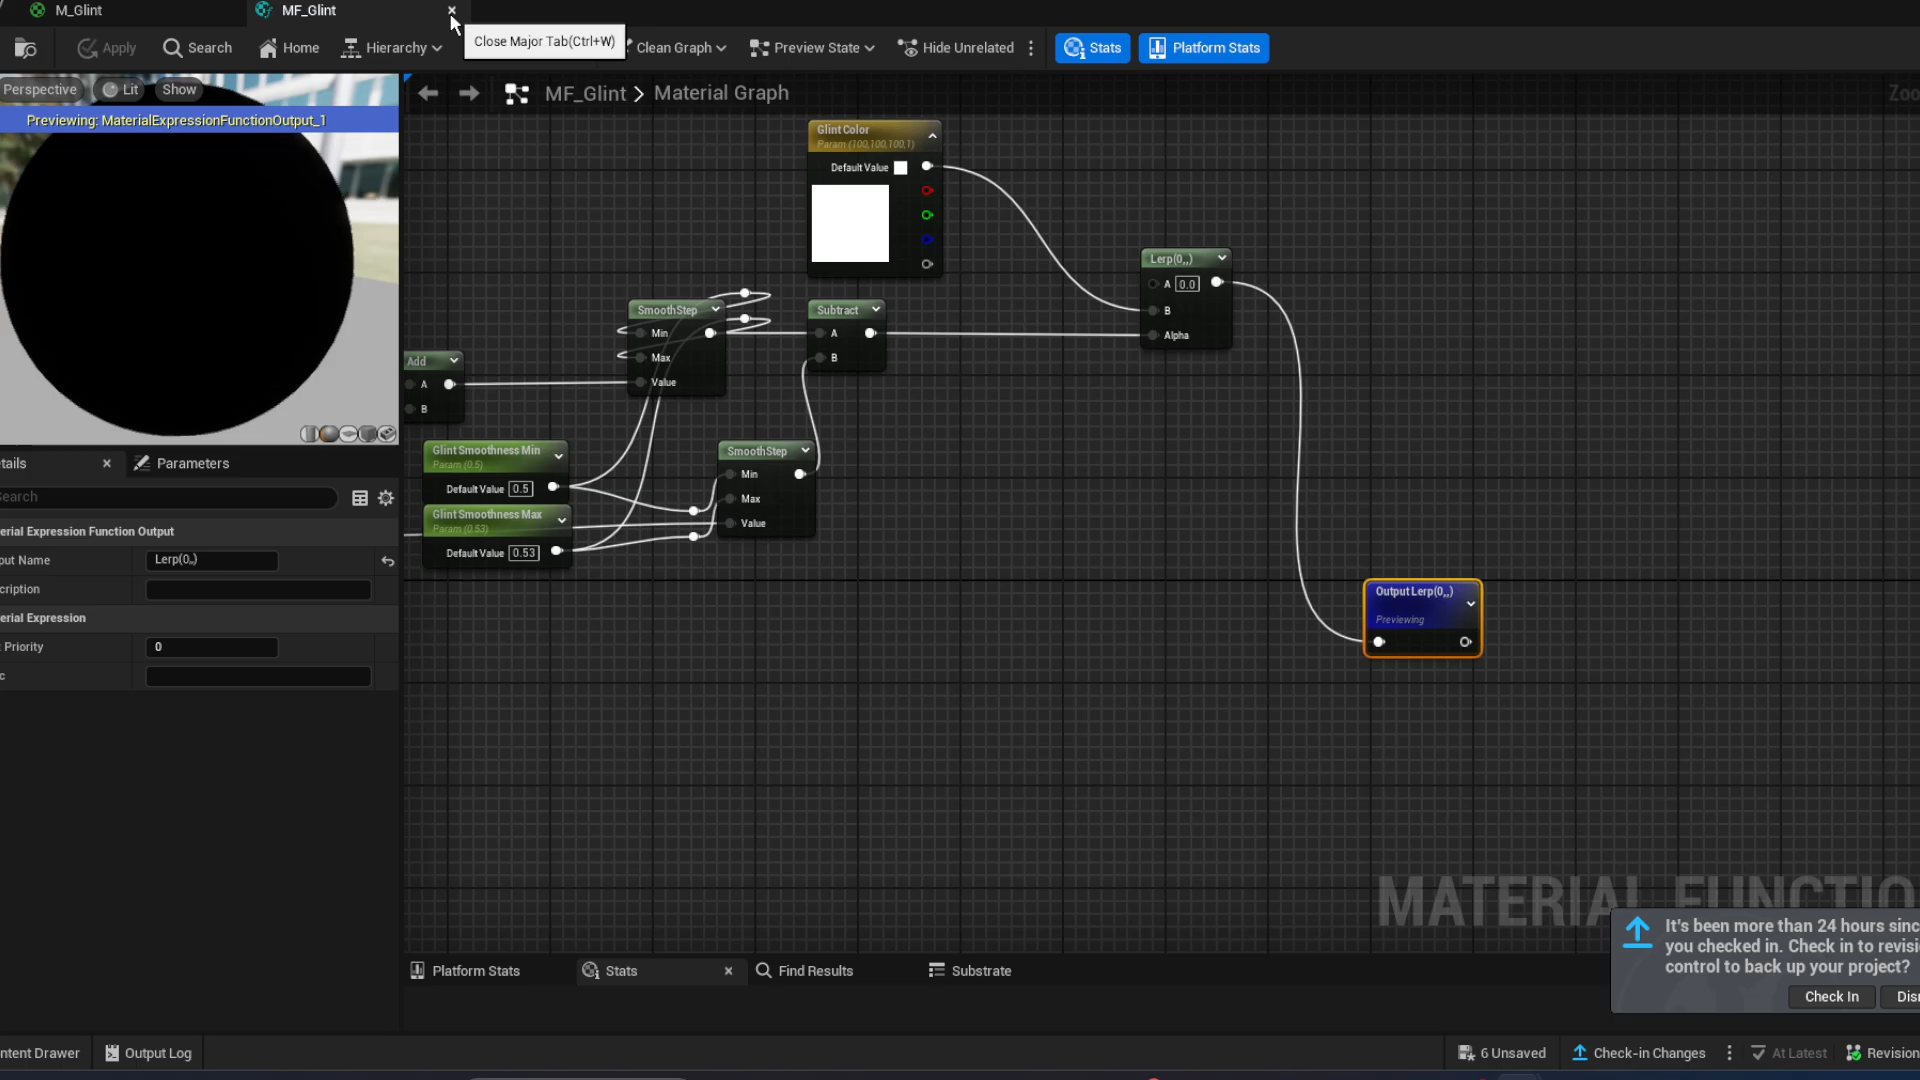 M_Glint
MF_Glint
Close Major Tab(Ctrl+W)
Apply
Search
Home
Hierarchy
Clean Graph
Preview State
Hide Unrelated
Stats
Platform Stats
Perspective
Lit
Show
Previewing: MaterialExpressionFunctionOutput_1
MF_Glint
Material Graph
Zoo
Glint Color
Param (100,100,100,1)
Default Value
Lerp(0,,)
A 0.0
B
Alpha
SmoothStep
Min
Max
Value
Subtract
A
B
Add
A
B
Glint Smoothness Min
Param (0.5)
Default Value 0.5
Glint Smoothness Max
Param (0.53)
Default Value 0.53
SmoothStep
Min
Max
Value
Output Lerp(0,,)
Previewing
tails
Parameters
Search
erial Expression Function Output
put Name
Lerp(0,,)
cription
erial Expression
t Priority
0
c
MATERIAL FUNCTIO
It's been more than 24 hours sinc
you checked in. Check in to revisi
control to back up your project?
Check In
Disr
Platform Stats
Stats
Find Results
Substrate
ntent Drawer
Output Log
6 Unsaved
Check-in Changes
At Latest
Revision